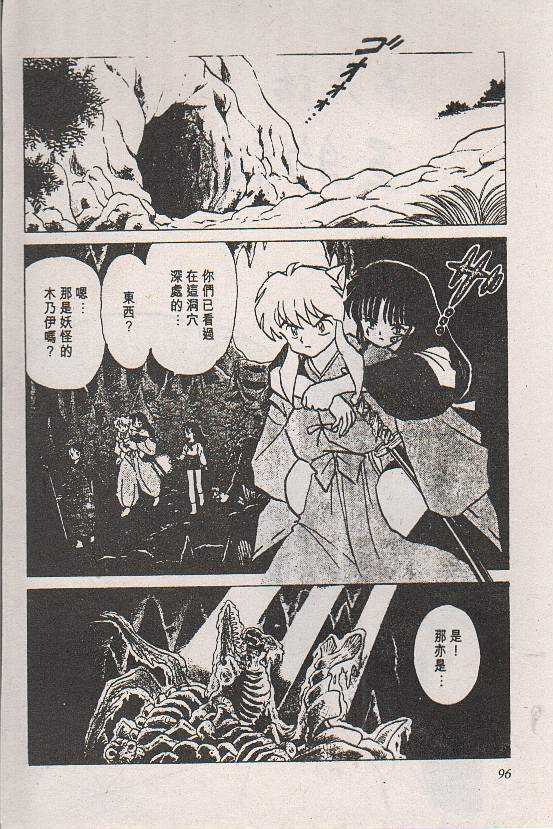 ゴオオオ…
你們已看過
在這洞穴
深處的…
東西？
嗯…
那是妖怪的
木乃伊嗎？
是！
那亦是…
96